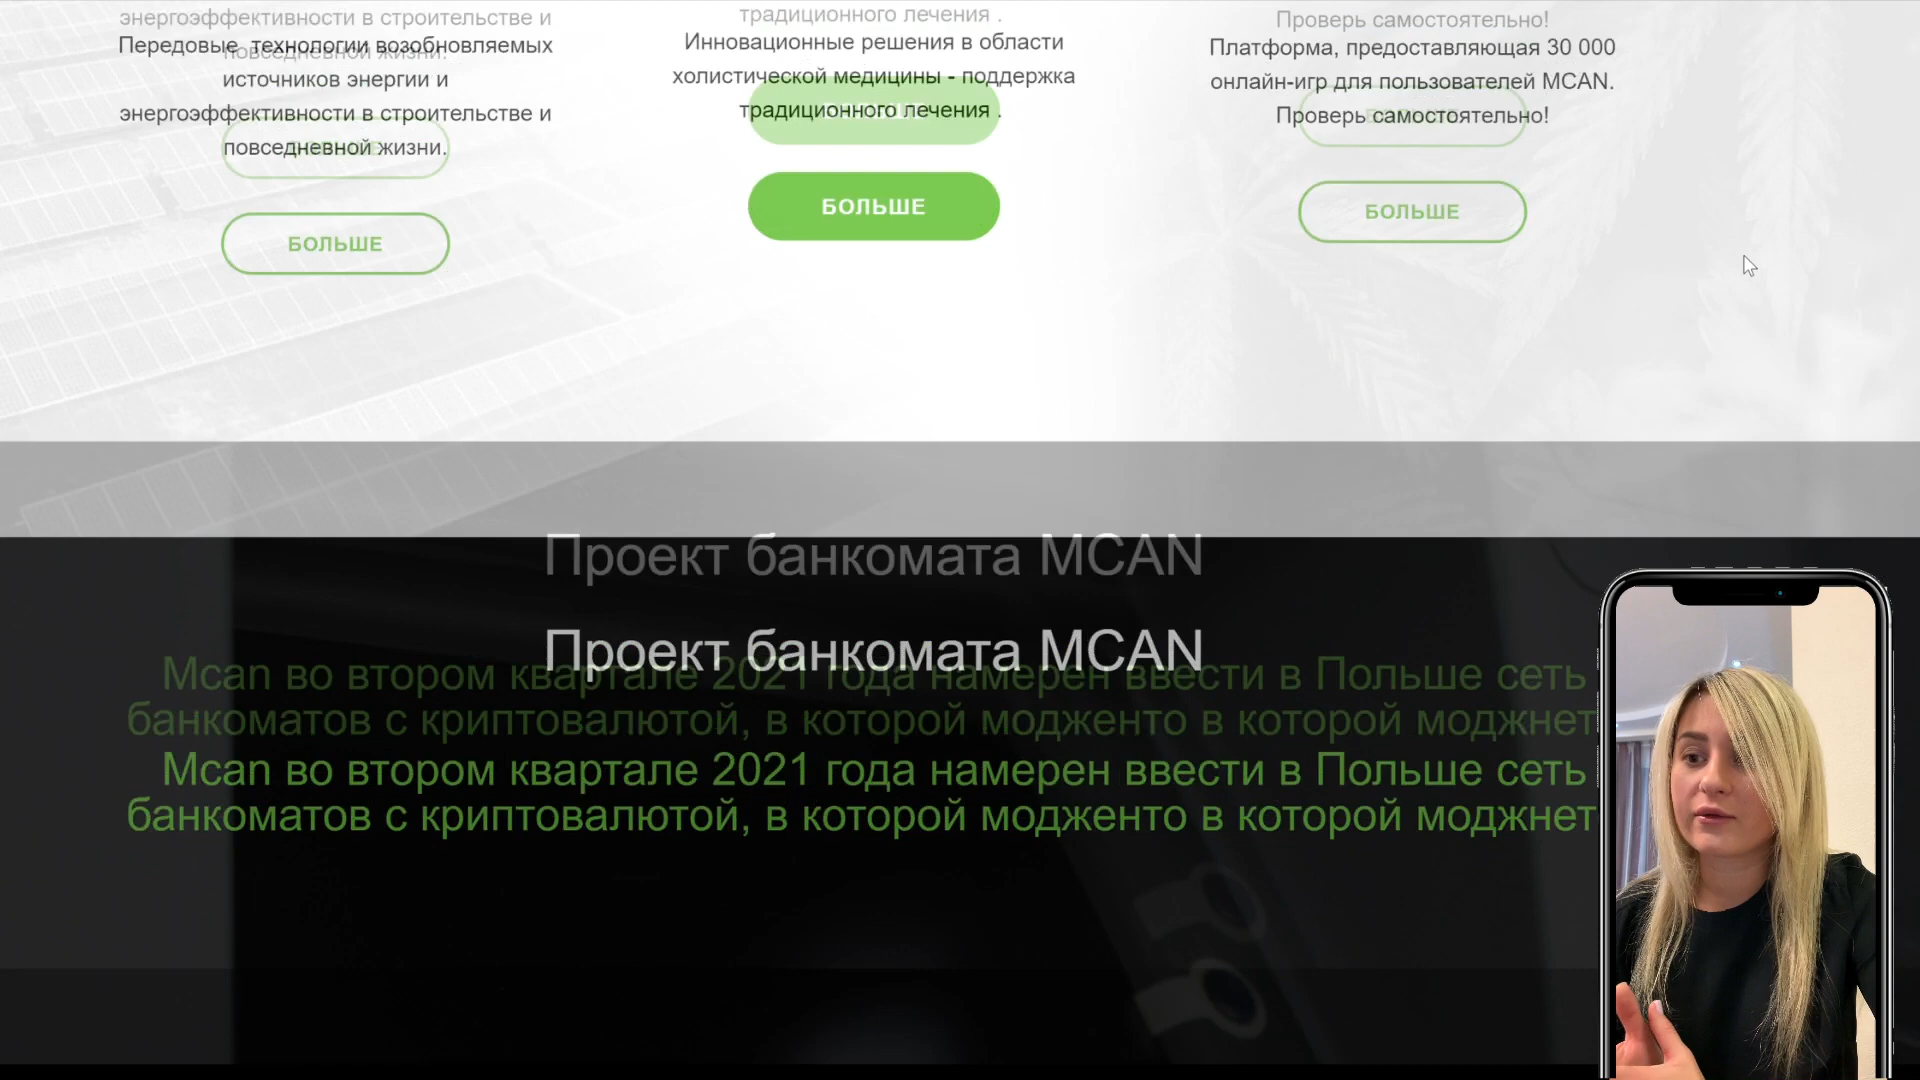 энергоэффективности в строительстве и
повседневной жизни.
Передовые технологии возобновляемых
источников энергии и
энергоэффективности в строительстве и
повседневной жизни.
БОЛЬШЕ
традиционного лечения .
Инновационные решения в области
холистической медицины - поддержка
традиционного лечения .
БОЛЬШЕ
БОЛЬШЕ
Проверь самостоятельно!
Платформа, предоставляющая 30 000
онлайн-игр для пользователей MCAN.
Проверь самостоятельно!
БОЛЬШЕ
Проект банкомата MCAN
Проект банкомата MCAN
Mcan во втором квартале 2021 года намерен ввести в Польше сеть
банкоматов с криптовалютой, в которой модженто в которой моджнет
Mcan во втором квартале 2021 года намерен ввести в Польше сеть
банкоматов с криптовалютой, в которой модженто в которой моджнет